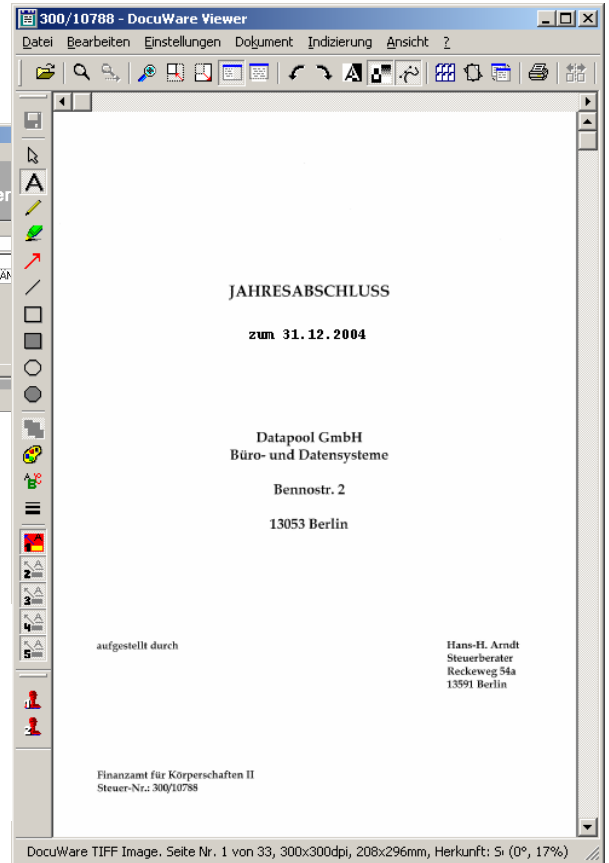 300/10788 - DocuWare Viewer
Datei Bearbeiten Einstellungen Dokument Indizierung Ansicht ?
JAHRESABSCHLUSS
zum 31.12.2004
Datapool GmbH
Büro- und Datensysteme
Bennostr. 2
13053 Berlin
aufgestellt durch
Hans-H. Arndt
Steuerberater
Reckeweg 54a
13591 Berlin
Finanzamt für Körperschaften II
Steuer-Nr.: 300/10788
DocuWare TIFF Image. Seite Nr. 1 von 33, 300x300dpi, 208x296mm, Herkunft: (0°, 17%)